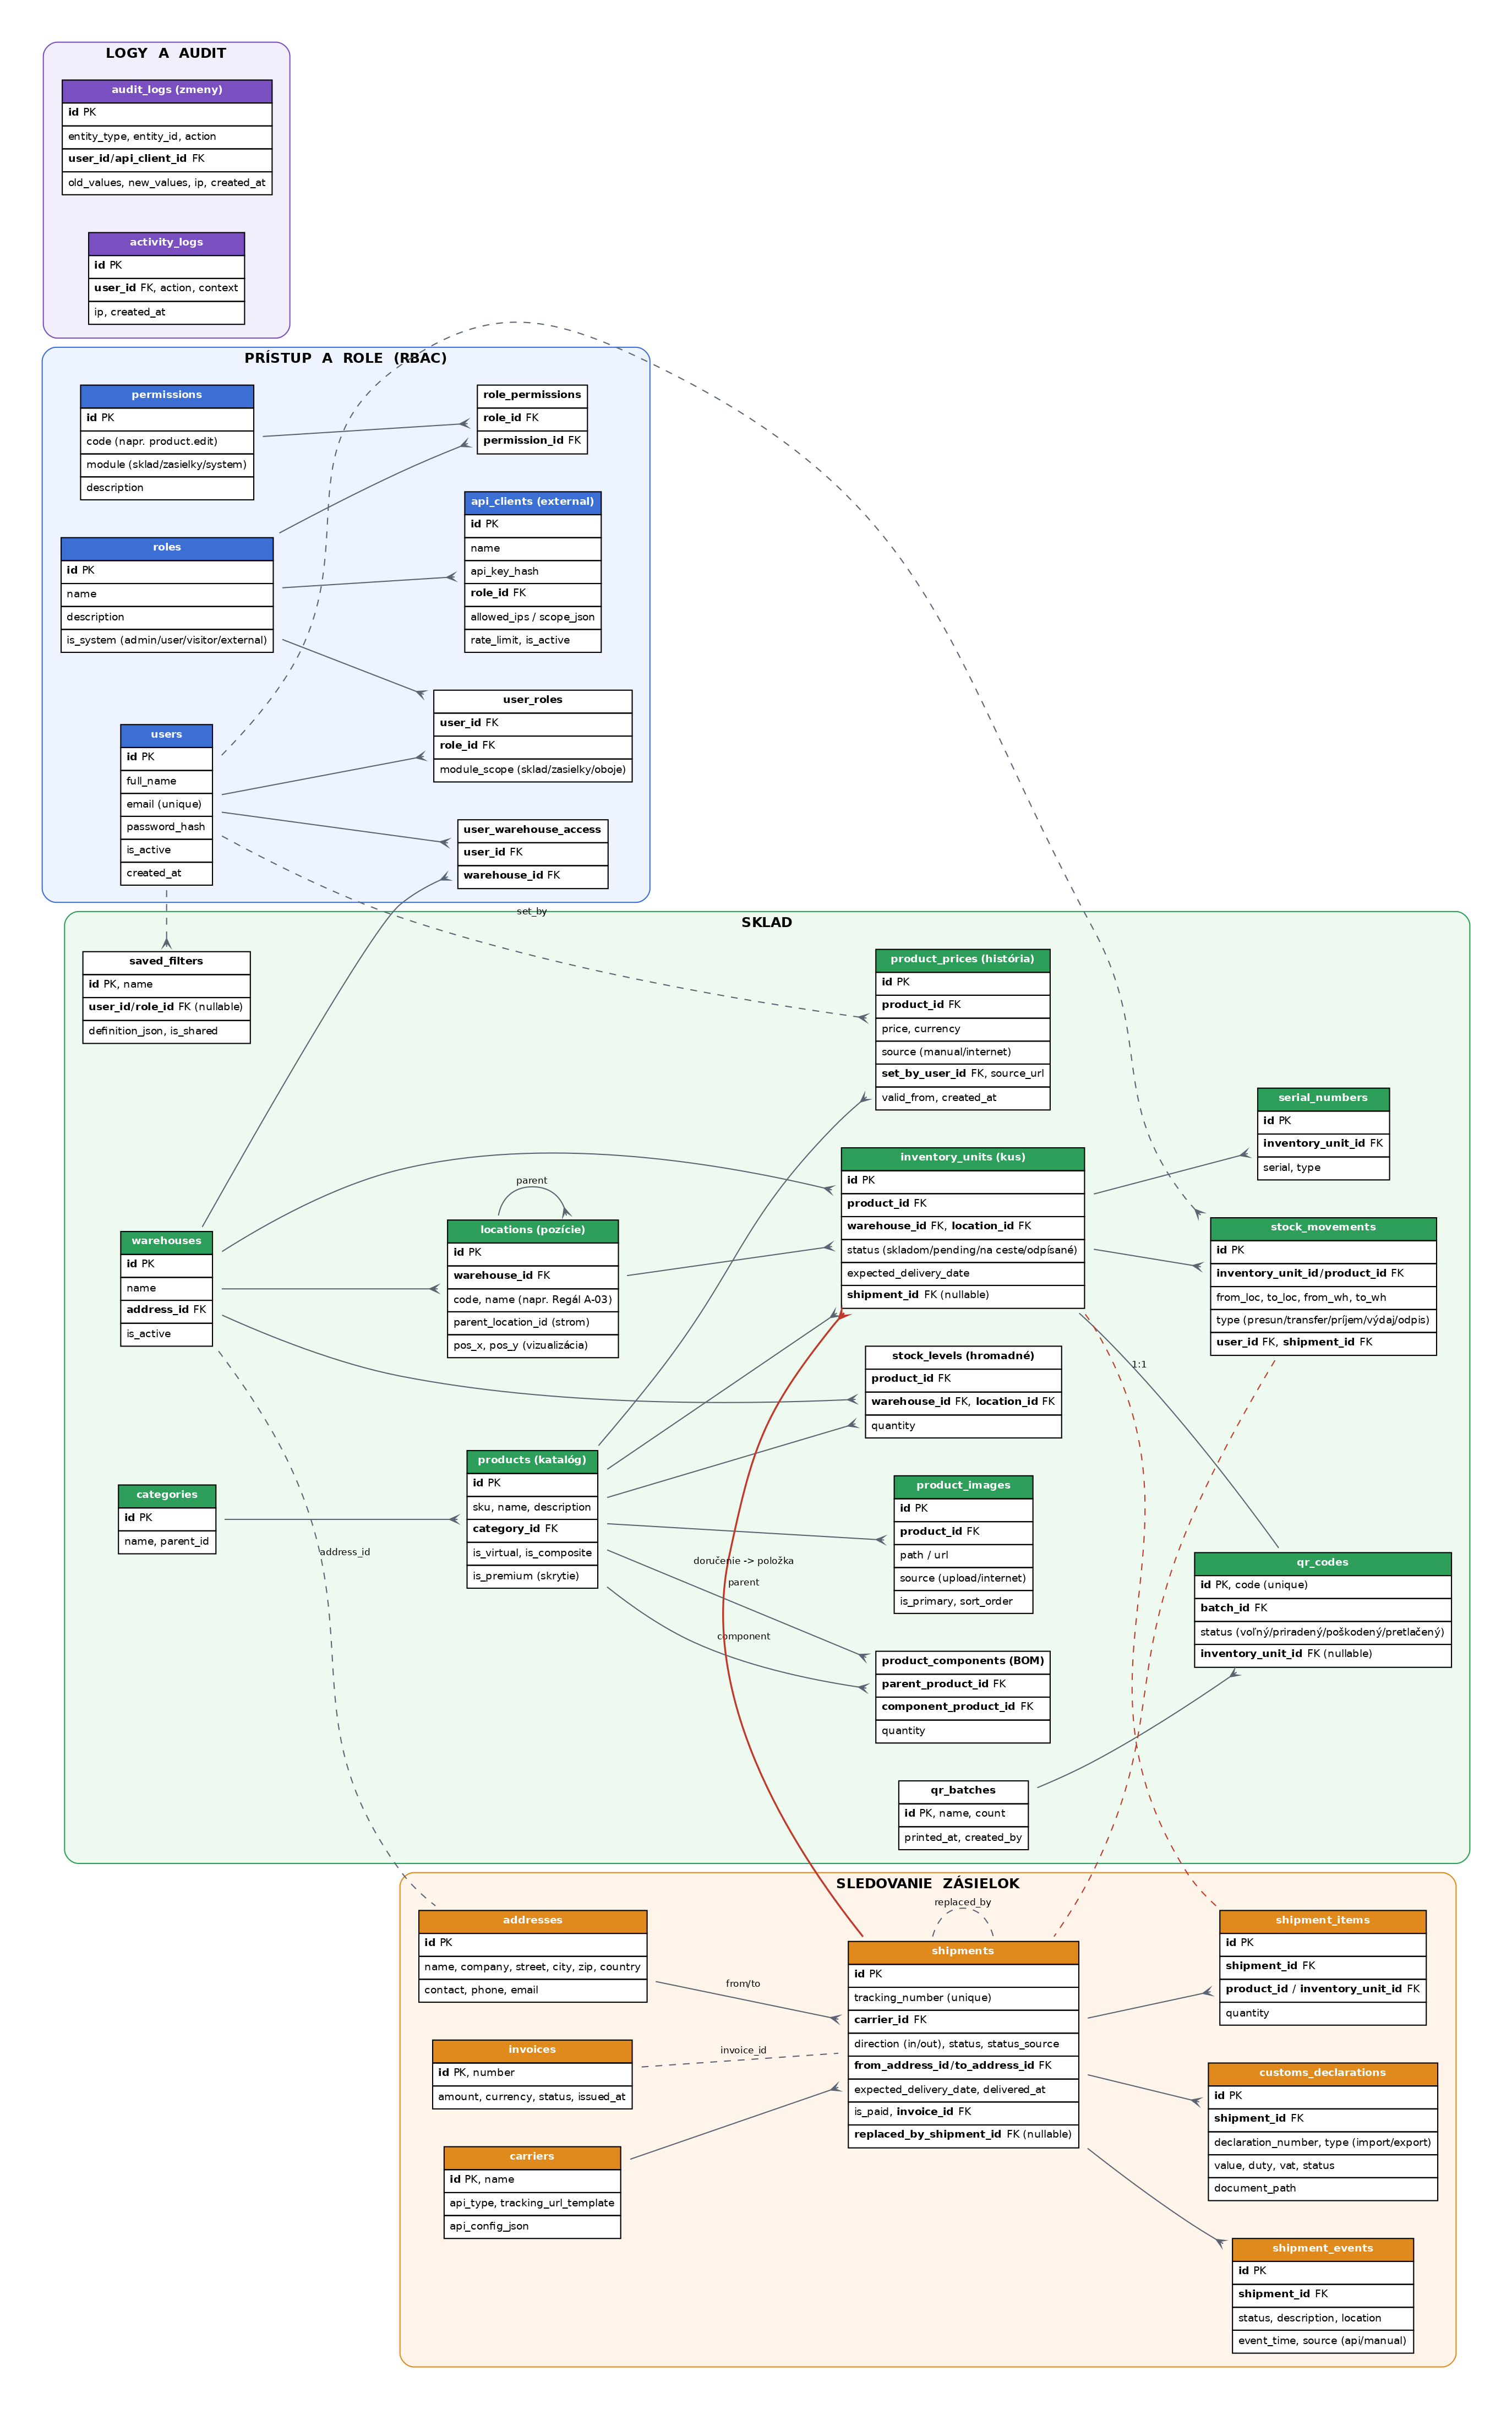 LOGY A AUDIT
audit_logs (zmeny)
id PK
entity_type, entity_id, action
user_id/api_client_id FK
old_values, new_values, ip, created_at
activity_logs
id PK
user_id FK, action, context
ip, created_at
PRÍSTUP A ROLE (RBAC)
permissions
id PK
code (napr. product.edit)
module (sklad/zasielky/system)
description
role_permissions
role_id FK
permission_id FK
api_clients (external)
id PK
name
api_key_hash
role_id FK
allowed_ips / scope_json
rate_limit, is_active
roles
id PK
name
description
is_system (admin/user/visitor/external)
user_roles
user_id FK
role_id FK
module_scope (sklad/zasielky/oboje)
users
id PK
full_name
email (unique)
password_hash
is_active
created_at
user_warehouse_access
user_id FK
warehouse_id FK
set_by
SKLAD
saved_filters
id PK, name
user_id/role_id FK (nullable)
definition_json, is_shared
product_prices (história)
id PK
product_id FK
price, currency
source (manual/internet)
set_by_user_id FK, source_url
valid_from, created_at
serial_numbers
id PK
inventory_unit_id FK
serial, type
inventory_units (kus)
id PK
product_id FK
warehouse_id FK, location_id FK
status (skladom/pending/na ceste/odpísané)
expected_delivery_date
shipment_id FK (nullable)
parent
locations (pozície)
id PK
warehouse_id FK
code, name (napr. Regál A-03)
parent_location_id (strom)
pos_x, pos_y (vizualizácia)
warehouses
id PK
name
address_id FK
is_active
stock_movements
id PK
inventory_unit_id/product_id FK
from_loc, to_loc, from_wh, to_wh
type (presun/transfer/príjem/výdaj/odpis)
user_id FK, shipment_id FK
1:1
stock_levels (hromadné)
product_id FK
warehouse_id FK, location_id FK
quantity
products (katalóg)
id PK
sku, name, description
category_id FK
is_virtual, is_composite
is_premium (skrytie)
categories
id PK
name, parent_id
address_id
product_images
id PK
product_id FK
path / url
source (upload/internet)
is_primary, sort_order
doručenie -> položka
parent
component
qr_codes
id PK, code (unique)
batch_id FK
status (voľný/priradený/poškodený/pretlačený)
inventory_unit_id FK (nullable)
product_components (BOM)
parent_product_id FK
component_product_id FK
quantity
qr_batches
id PK, name, count
printed_at, created_by
SLEDOVANIE ZÁSIELOK
replaced_by
addresses
id PK
name, company, street, city, zip, country
contact, phone, email
from/to
invoices
id PK, number
amount, currency, status, issued_at
invoice_id
carriers
id PK, name
api_type, tracking_url_template
api_config_json
shipments
id PK
tracking_number (unique)
carrier_id FK
direction (in/out), status, status_source
from_address_id/to_address_id FK
expected_delivery_date, delivered_at
is_paid, invoice_id FK
replaced_by_shipment_id FK (nullable)
shipment_items
id PK
shipment_id FK
product_id / inventory_unit_id FK
quantity
customs_declarations
id PK
shipment_id FK
declaration_number, type (import/export)
value, duty, vat, status
document_path
shipment_events
id PK
shipment_id FK
status, description, location
event_time, source (api/manual)